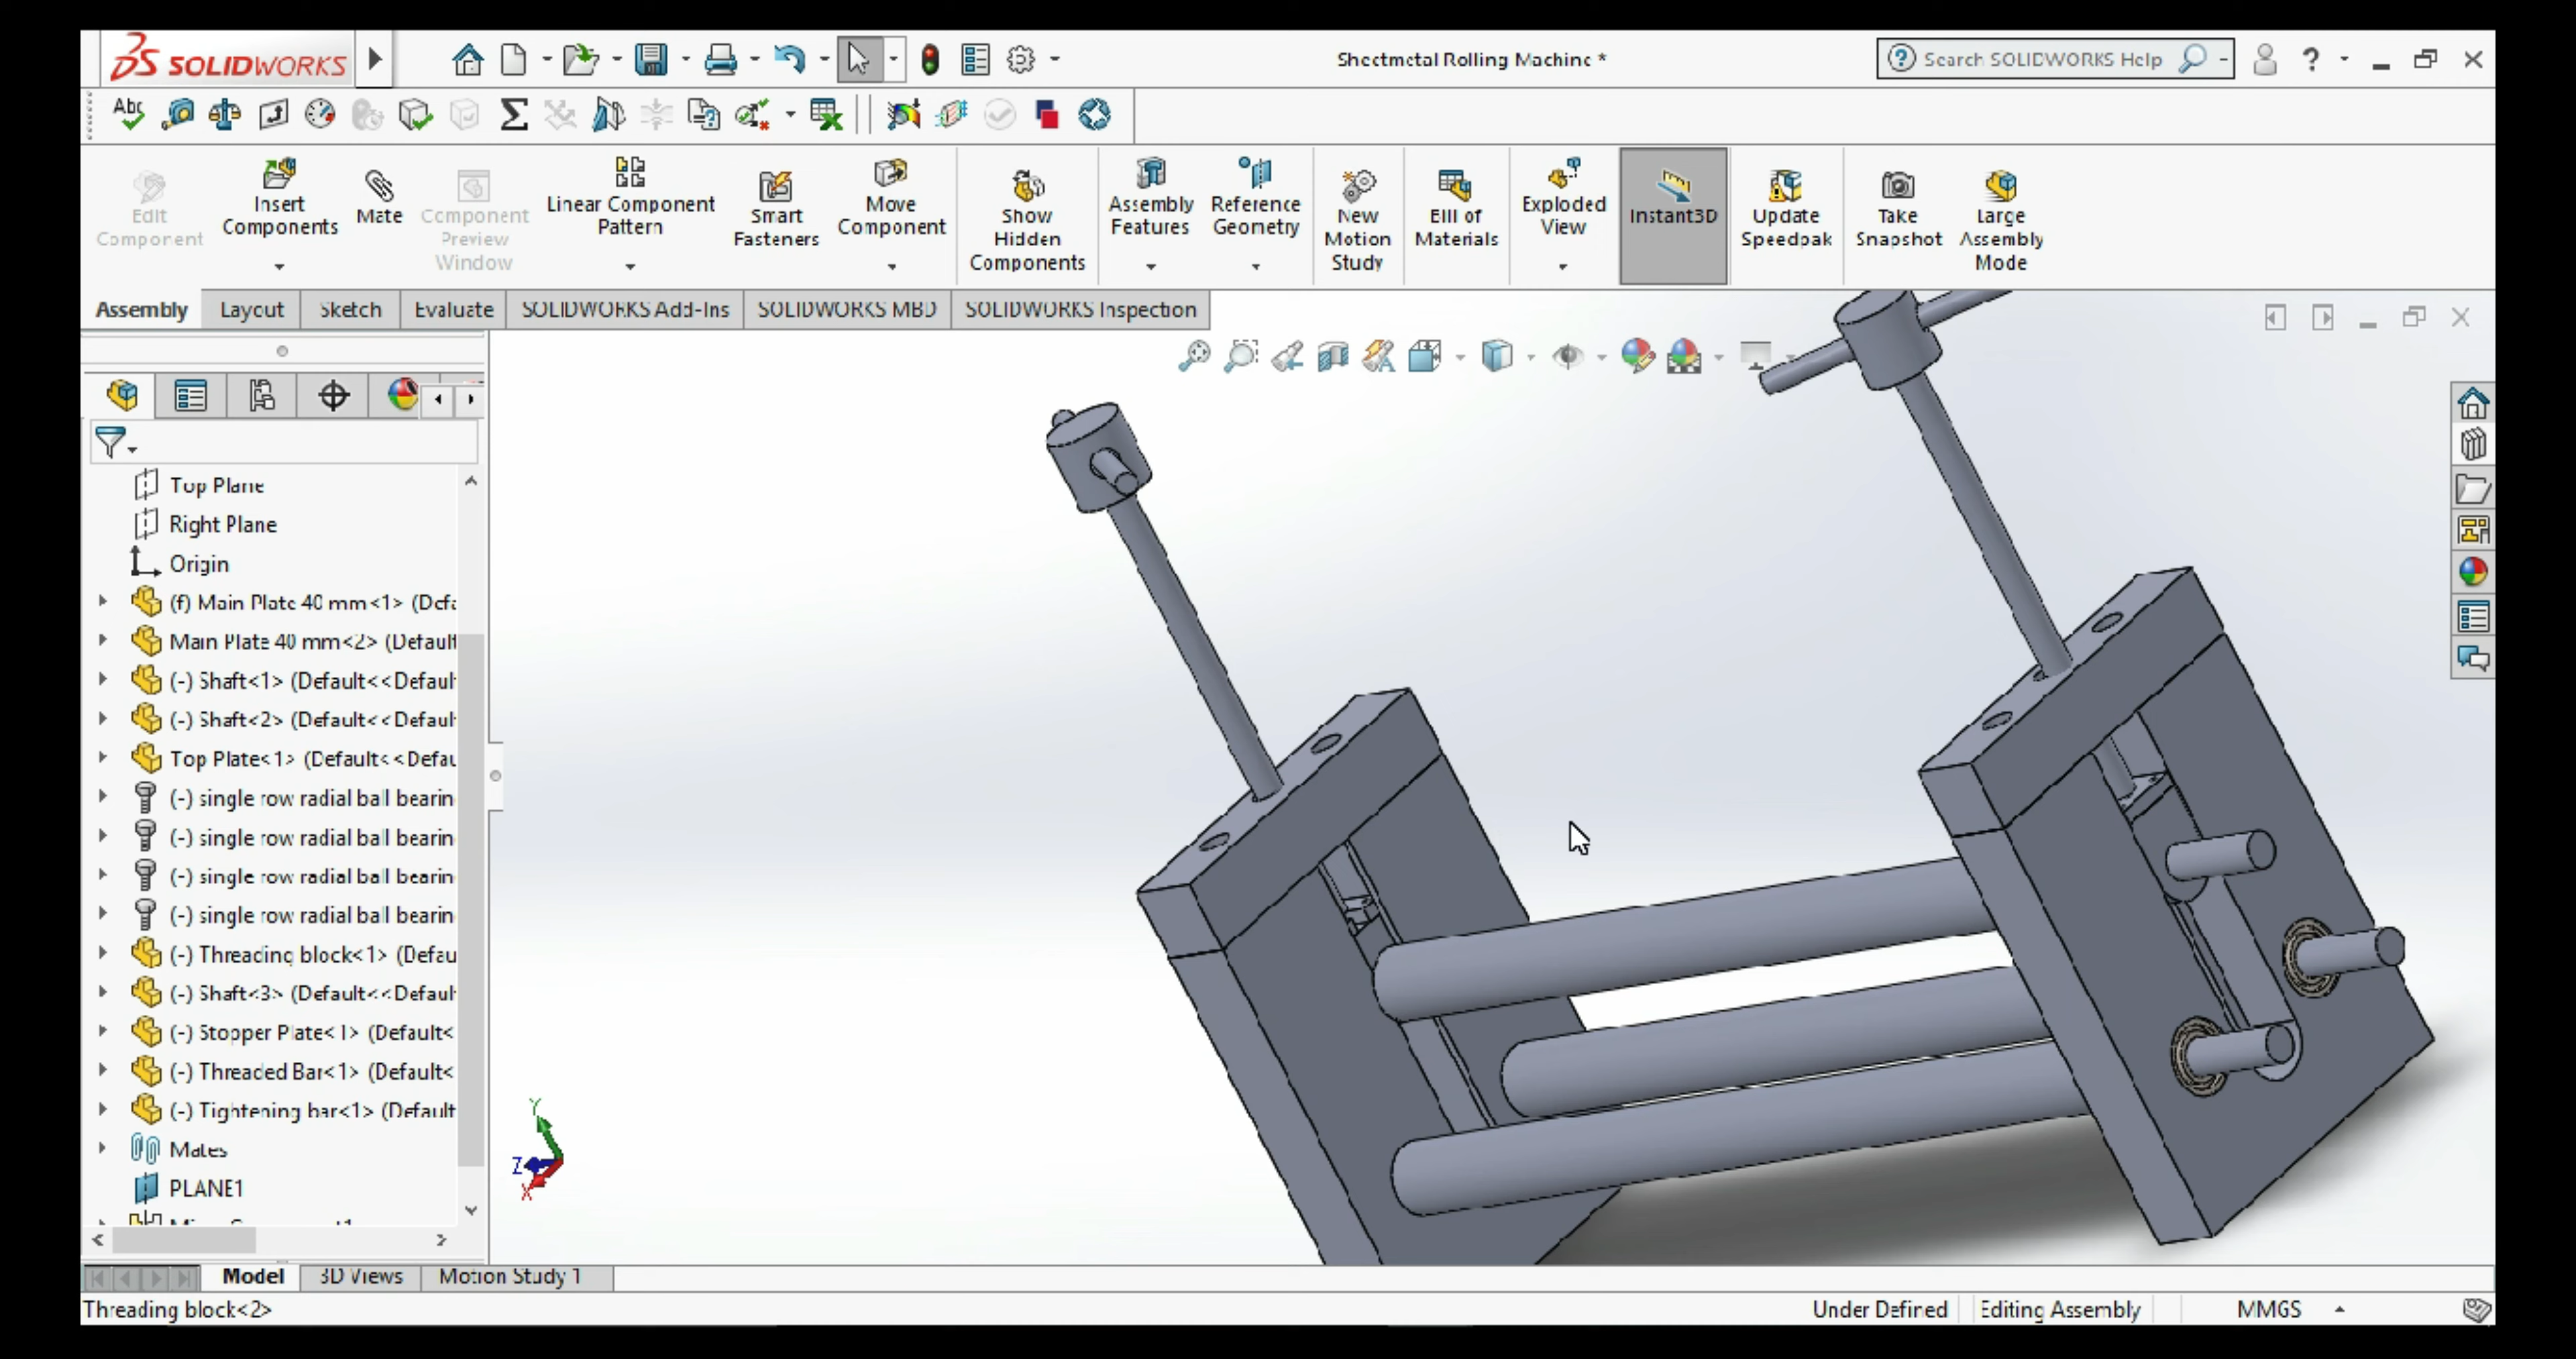 SOLIDWORKS
Sheetmetal Rolling Machine *
Search SOLIDWORKS Help
?
Abc
Edit Component
Insert Components
Mate
Component Preview Window
Linear Component Pattern
Smart Fasteners
Move Component
Show Hidden Components
Assembly Features
Reference Geometry
New Motion Study
Bill of Materials
Exploded View
Instant3D
Update Speedpak
Take Snapshot
Large Assembly Mode
Assembly
Layout
Sketch
Evaluate
SOLIDWORKS Add-Ins
SOLIDWORKS MBD
SOLIDWORKS Inspection
Top Plane
Right Plane
Origin
(f) Main Plate 40 mm<1> (Defa
Main Plate 40 mm<2> (Default
(-) Shaft<1> (Default<<Defaul
(-) Shaft<2> (Default<<Defaul
Top Plate<1> (Default<<Defau
(-) single row radial ball bearin
(-) single row radial ball bearin
(-) single row radial ball bearin
(-) single row radial ball bearin
(-) Threading block<1> (Defau
(-) Shaft<3> (Default<<Defaul
(-) Stopper Plate<1> (Default<
(-) Threaded Bar<1> (Default<
(-) Tightening bar<1> (Default
Mates
PLANE1
Y
Z
X
Model
3D Views
Motion Study 1
Threading block<2>
Under Defined
Editing Assembly
MMGS